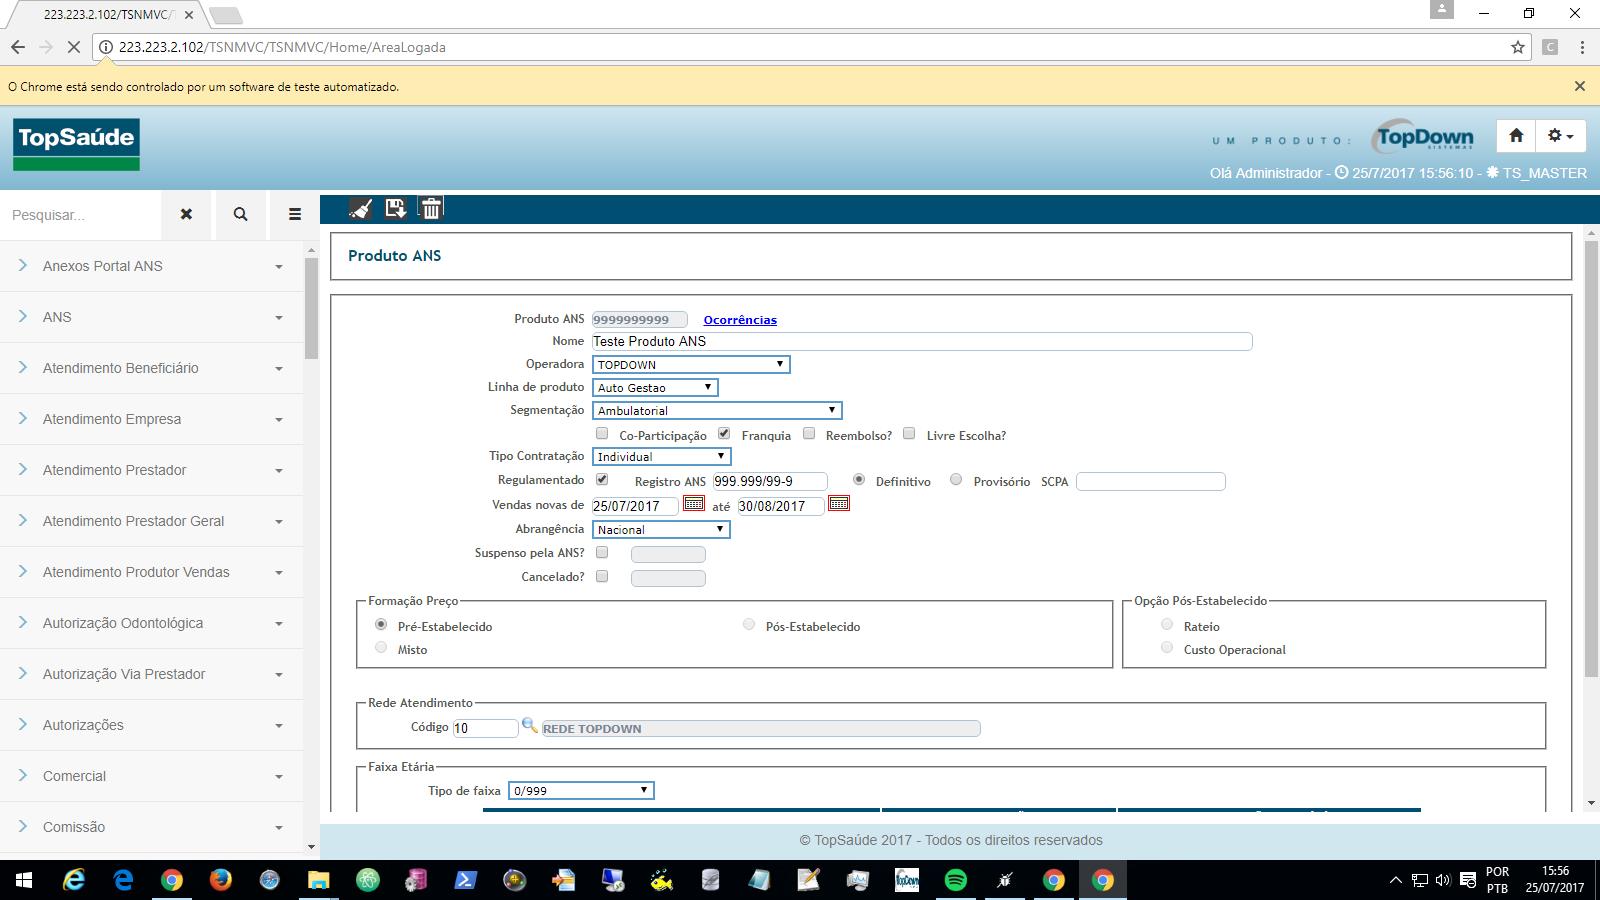 223.223.2.102/TSNMVC/
223.223.2.102/TSNMVC/TSNMVC/Home/AreaLogada
C
O Chrome está sendo controlado por um software de teste automatizado.
TopSaúde
UM PRODUTO:
TopDown
SISTEMAS
Olá Administrador - 25/7/2017 15:56:10 - TS_MASTER
Pesquisar...
Anexos Portal ANS
ANS
Atendimento Beneficiário
Atendimento Empresa
Atendimento Prestador
Atendimento Prestador Geral
Atendimento Produtor Vendas
Autorização Odontológica
Autorização Via Prestador
Autorizações
Comercial
Comissão
Produto ANS
Produto ANS 9999999999 Ocorrências
Nome Teste Produto ANS
Operadora TOPDOWN
Linha de produto Auto Gestao
Segmentação Ambulatorial
Co-Participação Franquia Reembolso? Livre Escolha?
Tipo Contratação Individual
Regulamentado Registro ANS 999.999/99-9 Definitivo Provisório SCPA
Vendas novas de 25/07/2017 até 30/08/2017
Abrangência Nacional
Suspenso pela ANS?
Cancelado?
Formação Preço
Pré-Estabelecido Pós-Estabelecido
Misto
Opção Pós-Estabelecido
Rateio
Custo Operacional
Rede Atendimento
Código 10 REDE TOPDOWN
Faixa Etária
Tipo de faixa 0/999
© TopSaúde 2017 - Todos os direitos reservados
TopDown
POR
PTB
15:56
25/07/2017